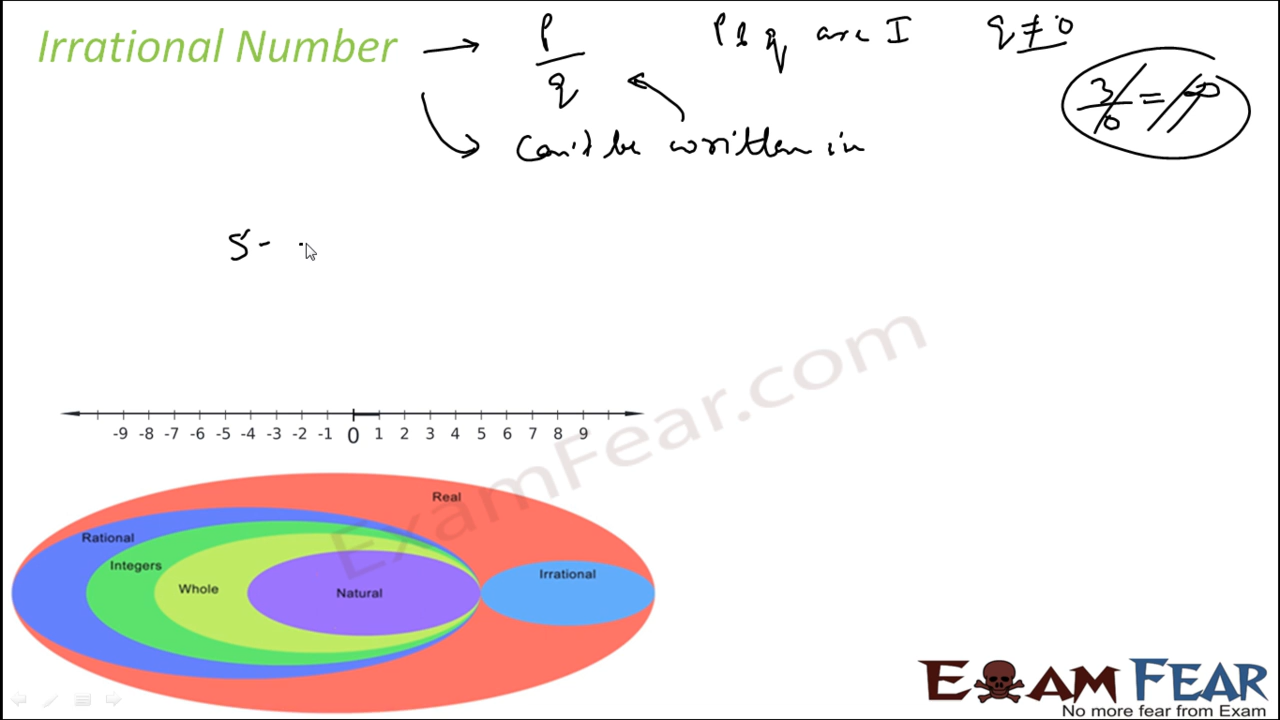 Irrational Number → p/q P & q are I q ≠ 0
3/0 =
can't be written in
5 -
-9 -8 -7 -6 -5 -4 -3 -2 -1 0 1 2 3 4 5 6 7 8 9
Real
Rational
Integers
Irrational
Whole
Natural
ExamFear.com
EXAM FEAR
No more fear from Exam